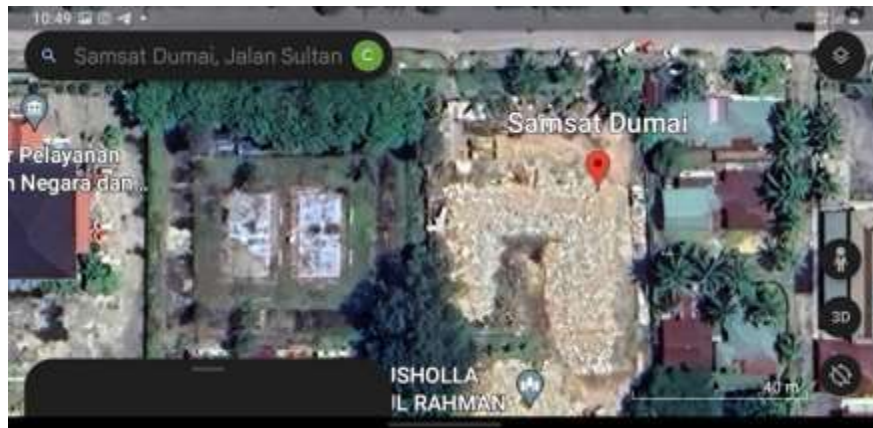 10:49
Samsat Dumai, Jalan Sultan
C
Samsat Dumai
r Pelayanan
n Negara dan...
3D
ISHOLLA
IL RAHMAN
40 m